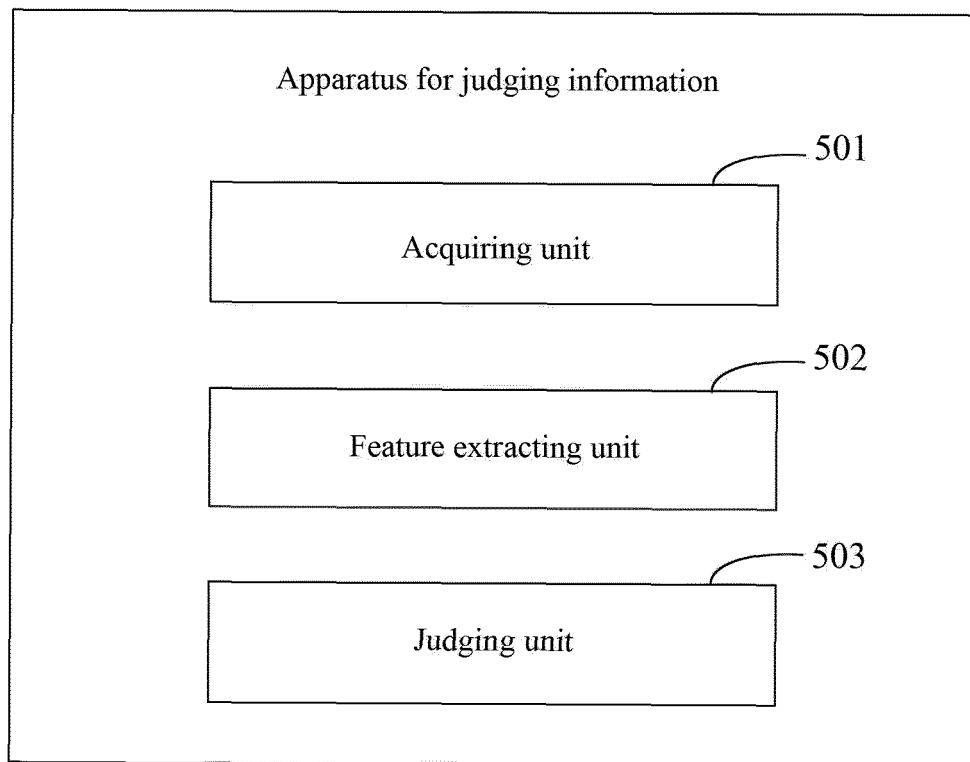 Apparatus for judging information
501
Acquiring unit
502
Feature extracting unit
503
Judging unit